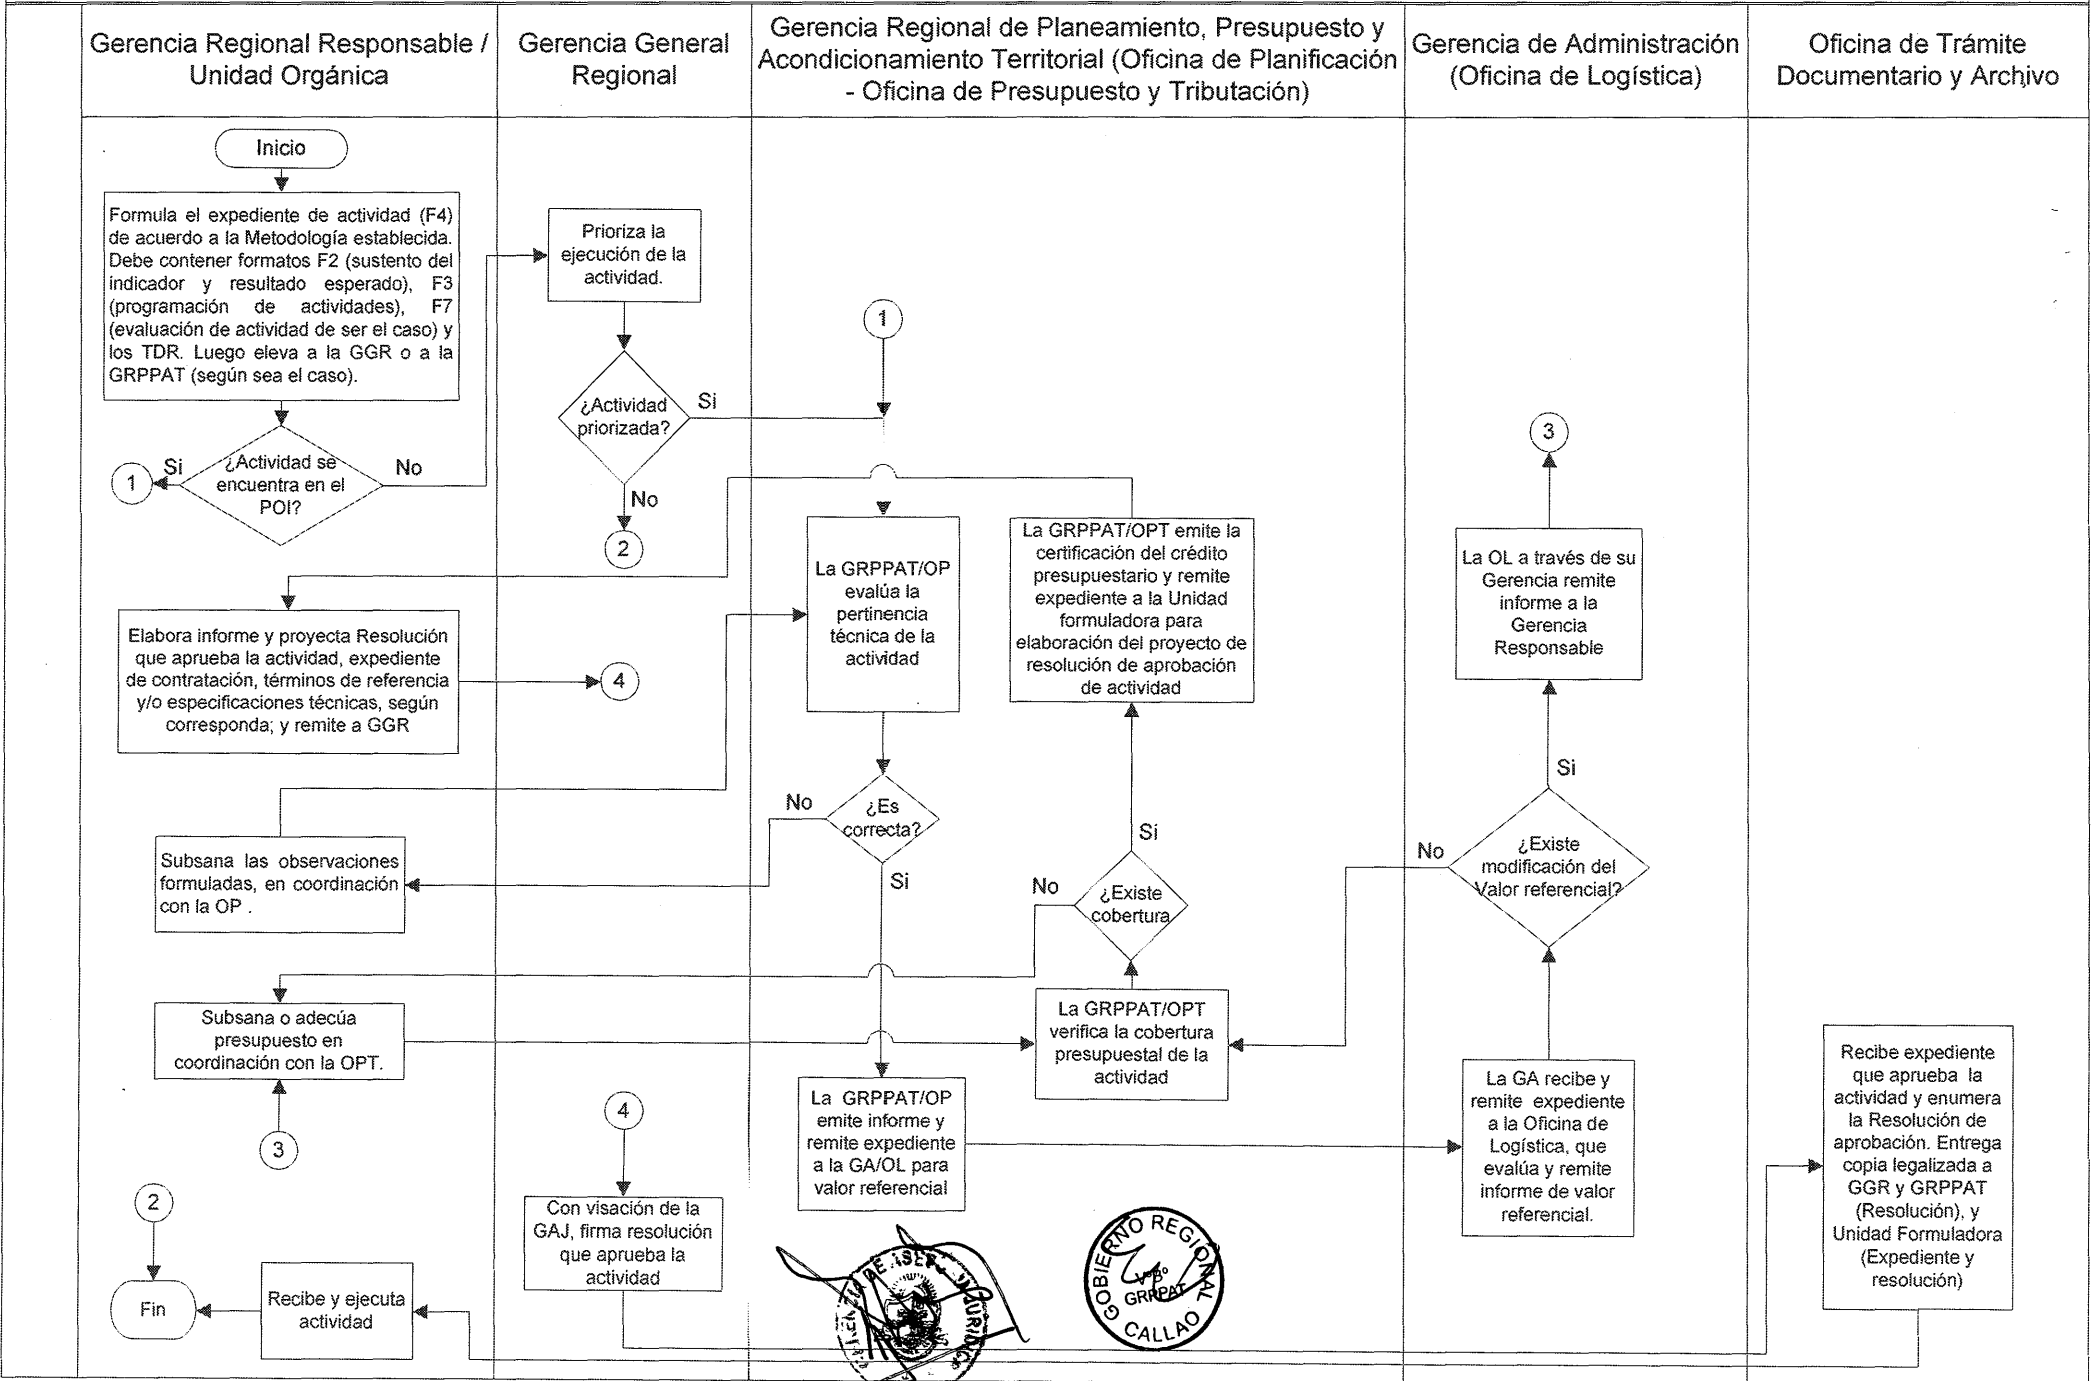 Gerencia Regional Responsable /
Unidad Orgánica
Gerencia General
Regional
Gerencia Regional de Planeamiento, Presupuesto y
Acondicionamiento Territorial (Oficina de Planificación
- Oficina de Presupuesto y Tributación)
Gerencia de Administración
(Oficina de Logística)
Oficina de Trámite
Documentario y Archivo
Inicio
Formula el expediente de actividad (F4)
de acuerdo a la Metodología establecida.
Debe contener formatos F2 (sustento del
indicador y resultado esperado), F3
(programación de actividades), F7
(evaluación de actividad de ser el caso) y
los TDR. Luego eleva a la GGR o a la
GRPPAT (según sea el caso).
¿Actividad se
encuentra en el
POI?
Si
No
1
Prioriza la
ejecución de la
actividad.
¿Actividad
priorizada?
Si
No
2
1
La GRPPAT/OP
evalúa la
pertinencia
técnica de la
actividad
La GRPPAT/OPT emite la
certificación del crédito
presupuestario y remite
expediente a la Unidad
formuladora para
elaboración del proyecto de
resolución de aprobación
de actividad
3
La OL a través de su
Gerencia remite
informe a la
Gerencia
Responsable
Elabora informe y proyecta Resolución
que aprueba la actividad, expediente
de contratación, términos de referencia
y/o especificaciones técnicas, según
corresponda; y remite a GGR
4
¿Es
correcta?
No
Si
Subsana las observaciones
formuladas, en coordinación
con la OP .
¿Existe
cobertura
Si
No
¿Existe
modificación del
Valor referencial?
Si
No
Subsana o adecúa
presupuesto en
coordinación con la OPT.
3
La GRPPAT/OPT
verifica la cobertura
presupuestal de la
actividad
La GRPPAT/OP
emite informe y
remite expediente
a la GA/OL para
valor referencial
La GA recibe y
remite expediente
a la Oficina de
Logística, que
evalúa y remite
informe de valor
referencial.
Recibe expediente
que aprueba la
actividad y enumera
la Resolución de
aprobación. Entrega
copia legalizada a
GGR y GRPPAT
(Resolución), y
Unidad Formuladora
(Expediente y
resolución)
4
Con visación de la
GAJ, firma resolución
que aprueba la
actividad
2
Fin
Recibe y ejecuta
actividad
GOBIERNO REGIONAL
VºBº
GRPPAT
CALLAO